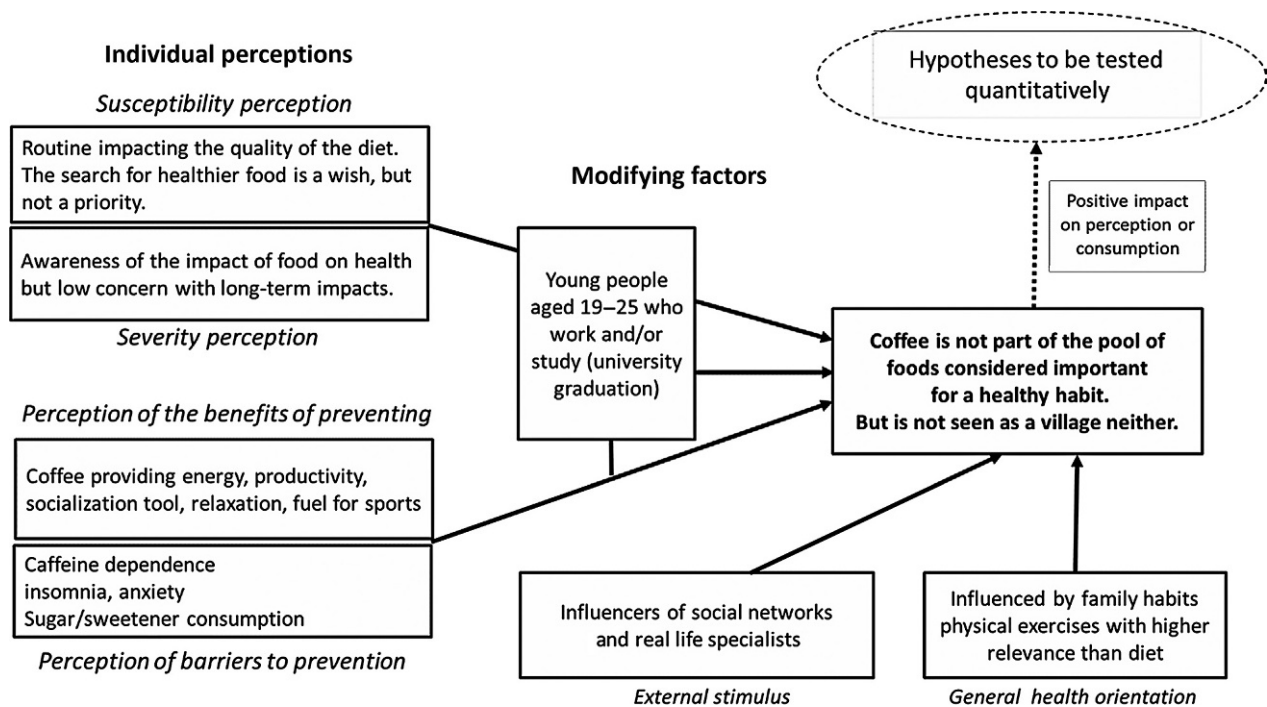 Individual perceptions
Susceptibility perception
Routine impacting the quality of the diet.
The search for healthier food is a wish, but
not a priority.
Awareness of the impact of food on health
but low concern with long-term impacts.
Severity perception
Perception of the benefits of preventing
Coffee providing energy, productivity,
socialization tool, relaxation, fuel for sports
Caffeine dependence
insomnia, anxiety
Sugar/sweetener consumption
Perception of barriers to prevention
Modifying factors
Young people
aged 19–25 who
work and/or
study (university
graduation)
Hypotheses to be tested
quantitatively
Positive impact
on perception or
consumption
Coffee is not part of the pool of
foods considered important
for a healthy habit.
But is not seen as a village neither.
Influencers of social networks
and real life specialists
External stimulus
Influenced by family habits
physical exercises with higher
relevance than diet
General health orientation